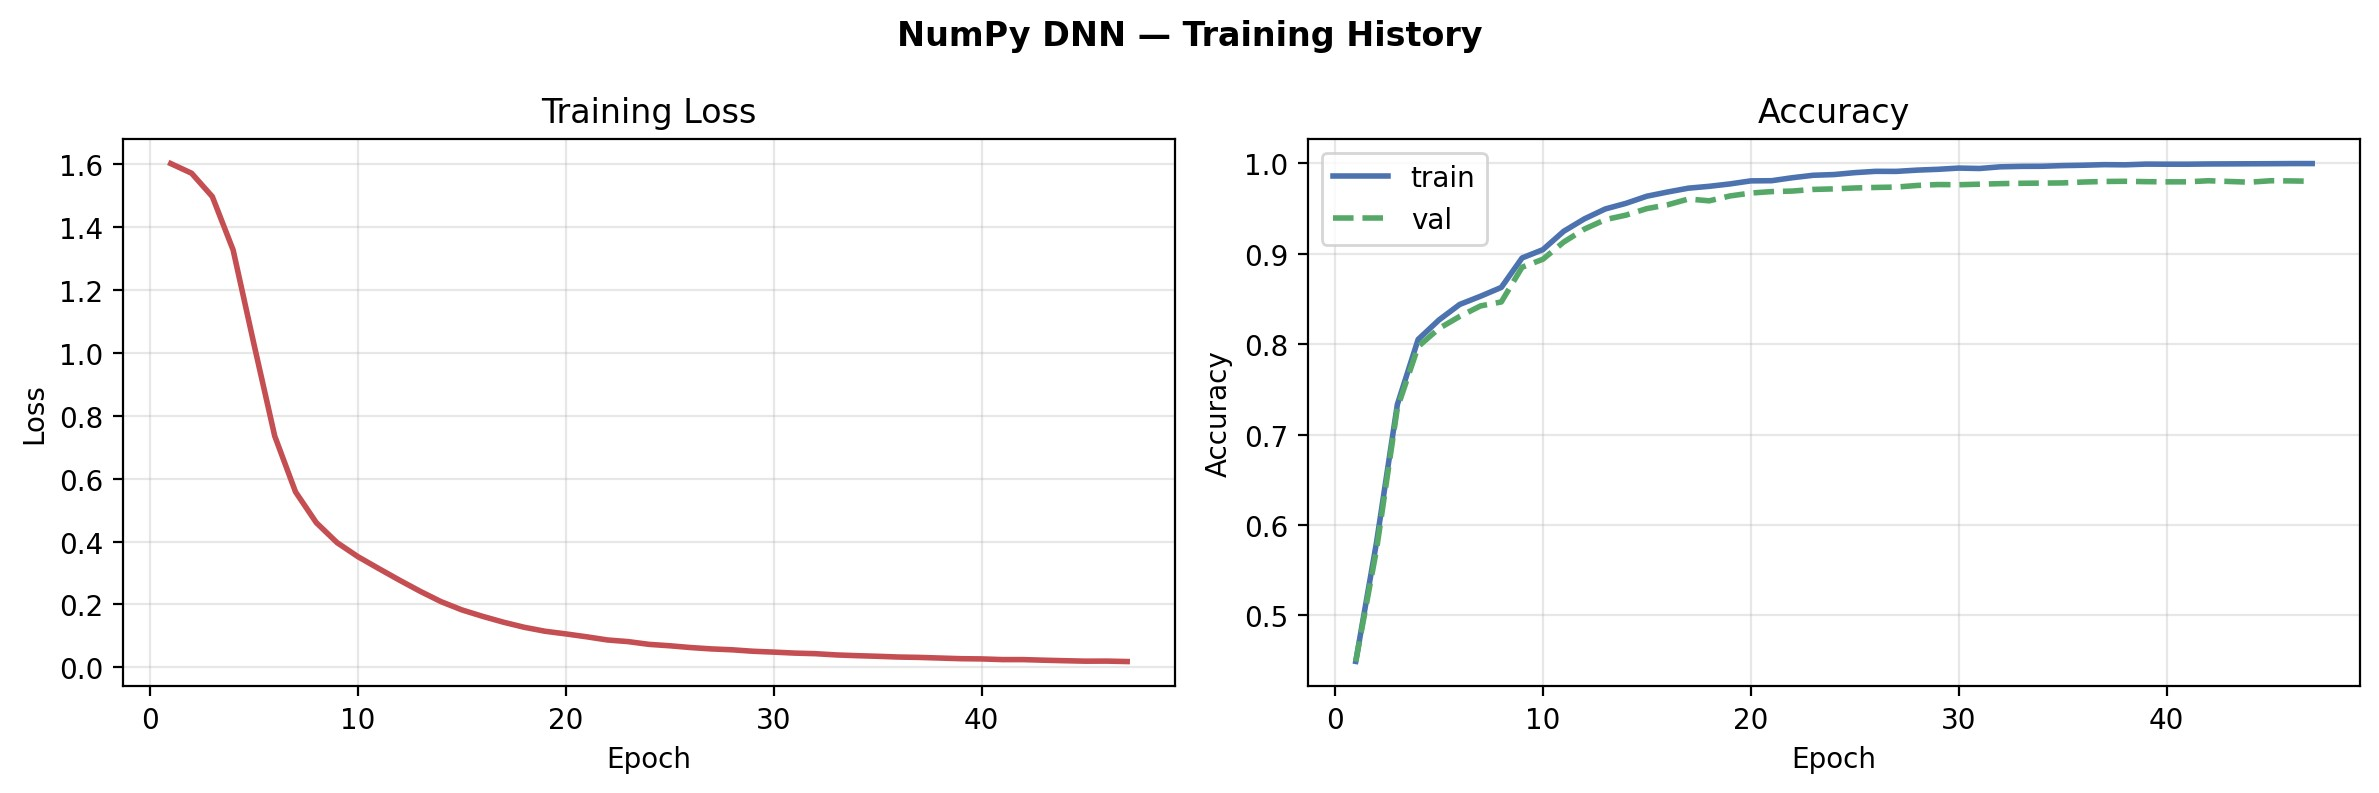 NumPy DNN — Training History
Training Loss
1.6
1.4
1.2
1.0
0.8
0.6
0.4
0.2
0.0
Loss
0
10
20
30
40
Epoch
Accuracy
train
val
1.0
0.9
0.8
0.7
0.6
0.5
Accuracy
0
10
20
30
40
Epoch